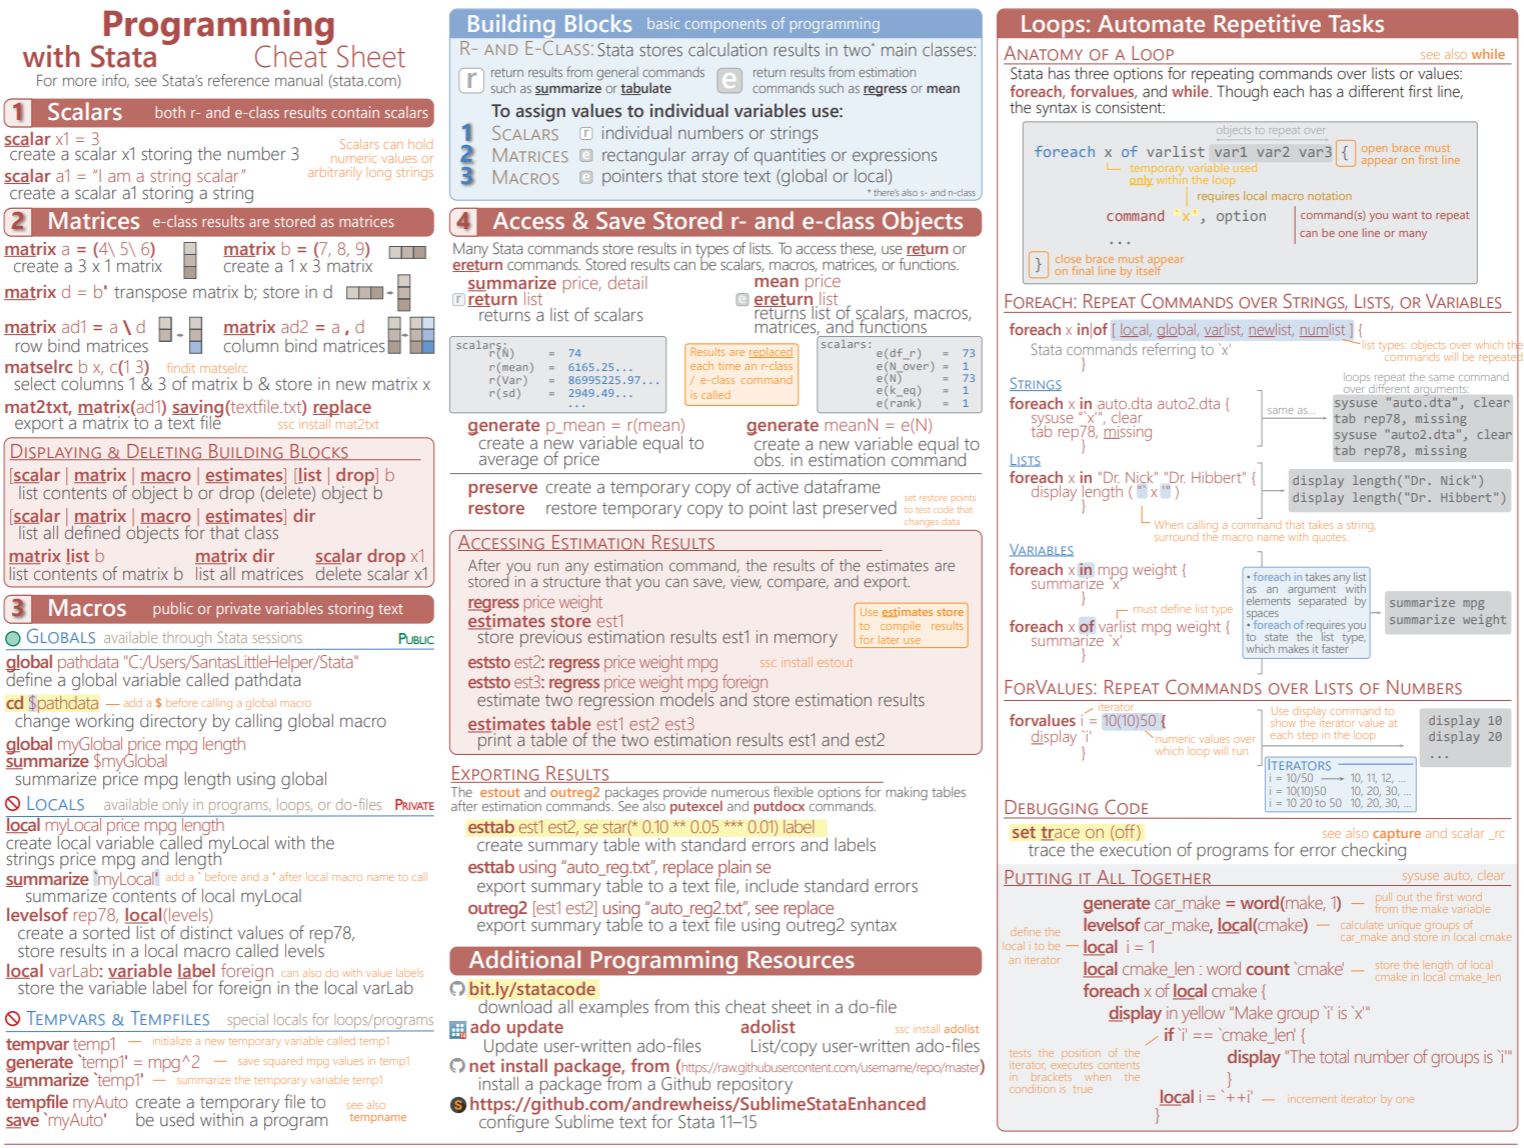 Programming
with Stata Cheat Sheet
For more info, see Stata's reference manual (stata.com)
1 Scalars both r- and e-class results contain scalars
scalar x1 = 3
create a scalar x1 storing the number 3
scalar a1 = "I am a string scalar"
create a scalar a1 storing a string
Scalars can hold
numeric values or
arbitrarily long strings
2 Matrices e-class results are stored as matrices
matrix a = (4\ 5\ 6)
create a 3 x 1 matrix
matrix b = (7, 8, 9)
create a 1 x 3 matrix
matrix d = b' transpose matrix b; store in d
matrix ad1 = a \ d
row bind matrices
matrix ad2 = a , d
column bind matrices
matselrc b x, c(1 3) findit matselrc
select columns 1 & 3 of matrix b & store in new matrix x
mat2txt, matrix(ad1) saving(textfile.txt) replace
export a matrix to a text file ssc install mat2txt
DISPLAYING & DELETING BUILDING BLOCKS
[scalar | matrix | macro | estimates] [list | drop] b
list contents of object b or drop (delete) object b
[scalar | matrix | macro | estimates] dir
list all defined objects for that class
matrix list b
list contents of matrix b
matrix dir
list all matrices
scalar drop x1
delete scalar x1
3 Macros public or private variables storing text
GLOBALS available through Stata sessions PUBLIC
global pathdata "C:/Users/SantasLittleHelper/Stata"
define a global variable called pathdata
cd $pathdata — add a $ before calling a global macro
change working directory by calling global macro
global myGlobal price mpg length
summarize $myGlobal
summarize price mpg length using global
LOCALS available only in programs, loops, or do-files PRIVATE
local myLocal price mpg length
create local variable called myLocal with the
strings price mpg and length
summarize `myLocal' add a ` before and a ' after local macro name to call
summarize contents of local myLocal
levelsof rep78, local(levels)
create a sorted list of distinct values of rep78,
store results in a local macro called levels
local varLab: variable label foreign can also do with value labels
store the variable label for foreign in the local varLab
TEMPVARS & TEMPFILES special locals for loops/programs
tempvar temp1 — initialize a new temporary variable called temp1
generate `temp1' = mpg^2 — save squared mpg values in temp1
summarize `temp1' — summarize the temporary variable temp1
tempfile myAuto create a temporary file to
save `myAuto' be used within a program
see also
tempname
Building Blocks basic components of programming
R- AND E-CLASS: Stata stores calculation results in two* main classes:
r return results from general commands
such as summarize or tabulate
e return results from estimation
commands such as regress or mean
To assign values to individual variables use:
1 SCALARS r individual numbers or strings
2 MATRICES e rectangular array of quantities or expressions
3 MACROS e pointers that store text (global or local)
* there's also s- and n-class
4 Access & Save Stored r- and e-class Objects
Many Stata commands store results in types of lists. To access these, use return or
ereturn commands. Stored results can be scalars, macros, matrices, or functions.
summarize price, detail
r return list
returns a list of scalars
mean price
e ereturn list
returns list of scalars, macros,
matrices, and functions
scalars:
r(N) = 74
r(mean) = 6165.25...
r(Var) = 86995225.97...
r(sd) = 2949.49...
...
Results are replaced
each time an r-class
/ e-class command
is called
scalars:
e(df_r) = 73
e(N_over) = 1
e(N) = 73
e(k_eq) = 1
e(rank) = 1
generate p_mean = r(mean)
create a new variable equal to
average of price
generate meanN = e(N)
create a new variable equal to
obs. in estimation command
preserve create a temporary copy of active dataframe
restore restore temporary copy to point last preserved
set restore points
to test code that
changes data
ACCESSING ESTIMATION RESULTS
After you run any estimation command, the results of the estimates are
stored in a structure that you can save, view, compare, and export.
regress price weight
estimates store est1
store previous estimation results est1 in memory
Use estimates store
to compile results
for later use
eststo est2: regress price weight mpg ssc install estout
eststo est3: regress price weight mpg foreign
estimate two regression models and store estimation results
estimates table est1 est2 est3
print a table of the two estimation results est1 and est2
EXPORTING RESULTS
The estout and outreg2 packages provide numerous flexible options for making tables
after estimation commands. See also putexcel and putdocx commands.
esttab est1 est2, se star(* 0.10 ** 0.05 *** 0.01) label
create summary table with standard errors and labels
esttab using "auto_reg.txt", replace plain se
export summary table to a text file, include standard errors
outreg2 [est1 est2] using "auto_reg2.txt", see replace
export summary table to a text file using outreg2 syntax
Additional Programming Resources
bit.ly/statacode
download all examples from this cheat sheet in a do-file
ado update
Update user-written ado-files
adolist ssc install adolist
List/copy user-written ado-files
net install package, from (https://raw.githubusercontent.com/username/repo/master)
install a package from a Github repository
S https://github.com/andrewheiss/SublimeStataEnhanced
configure Sublime text for Stata 11–15
Loops: Automate Repetitive Tasks
ANATOMY OF A LOOP see also while
Stata has three options for repeating commands over lists or values:
foreach, forvalues, and while. Though each has a different first line,
the syntax is consistent:
objects to repeat over
foreach x of varlist var1 var2 var3 {
open brace must
appear on first line
temporary variable used
only within the loop
requires local macro notation
command `x', option
command(s) you want to repeat
can be one line or many
...
}
close brace must appear
on final line by itself
FOREACH: REPEAT COMMANDS OVER STRINGS, LISTS, OR VARIABLES
foreach x in|of [ local, global, varlist, newlist, numlist ] {
Stata commands referring to `x'
}
list types: objects over which the
commands will be repeated
STRINGS
foreach x in auto.dta auto2.dta {
sysuse "`x'", clear
tab rep78, missing
}
same as...
loops repeat the same command
over different arguments:
sysuse "auto.dta", clear
tab rep78, missing
sysuse "auto2.dta", clear
tab rep78, missing
LISTS
foreach x in "Dr. Nick" "Dr. Hibbert" {
display length ( "` x '" )
}
display length("Dr. Nick")
display length("Dr. Hibbert")
When calling a command that takes a string,
surround the macro name with quotes.
VARIABLES
foreach x in mpg weight {
summarize `x'
}
must define list type
foreach x of varlist mpg weight {
summarize `x'
}
• foreach in takes any list
as an argument with
elements separated by
spaces
• foreach of requires you
to state the list type,
which makes it faster
summarize mpg
summarize weight
FORVALUES: REPEAT COMMANDS OVER LISTS OF NUMBERS
iterator
forvalues i = 10(10)50 {
display `i'
}
numeric values over
which loop will run
Use display command to
show the iterator value at
each step in the loop
display 10
display 20
...
ITERATORS
i = 10/50 10, 11, 12, ...
i = 10(10)50 10, 20, 30, ...
i = 10 20 to 50 10, 20, 30, ...
DEBUGGING CODE
set trace on (off)
trace the execution of programs for error checking
see also capture and scalar _rc
PUTTING IT ALL TOGETHER sysuse auto, clear
generate car_make = word(make, 1) —
pull out the first word
from the make variable
levelsof car_make, local(cmake) —
calculate unique groups of
car_make and store in local cmake
define the
local i to be
an iterator
local i = 1
local cmake_len : word count `cmake' —
store the length of local
cmake in local cmake_len
foreach x of local cmake {
display in yellow "Make group `i' is `x'"
if `i' == `cmake_len' {
tests the position of the
iterator, executes contents
in brackets when the
condition is true
display "The total number of groups is `i'"
}
local i = `++i' — increment iterator by one
}